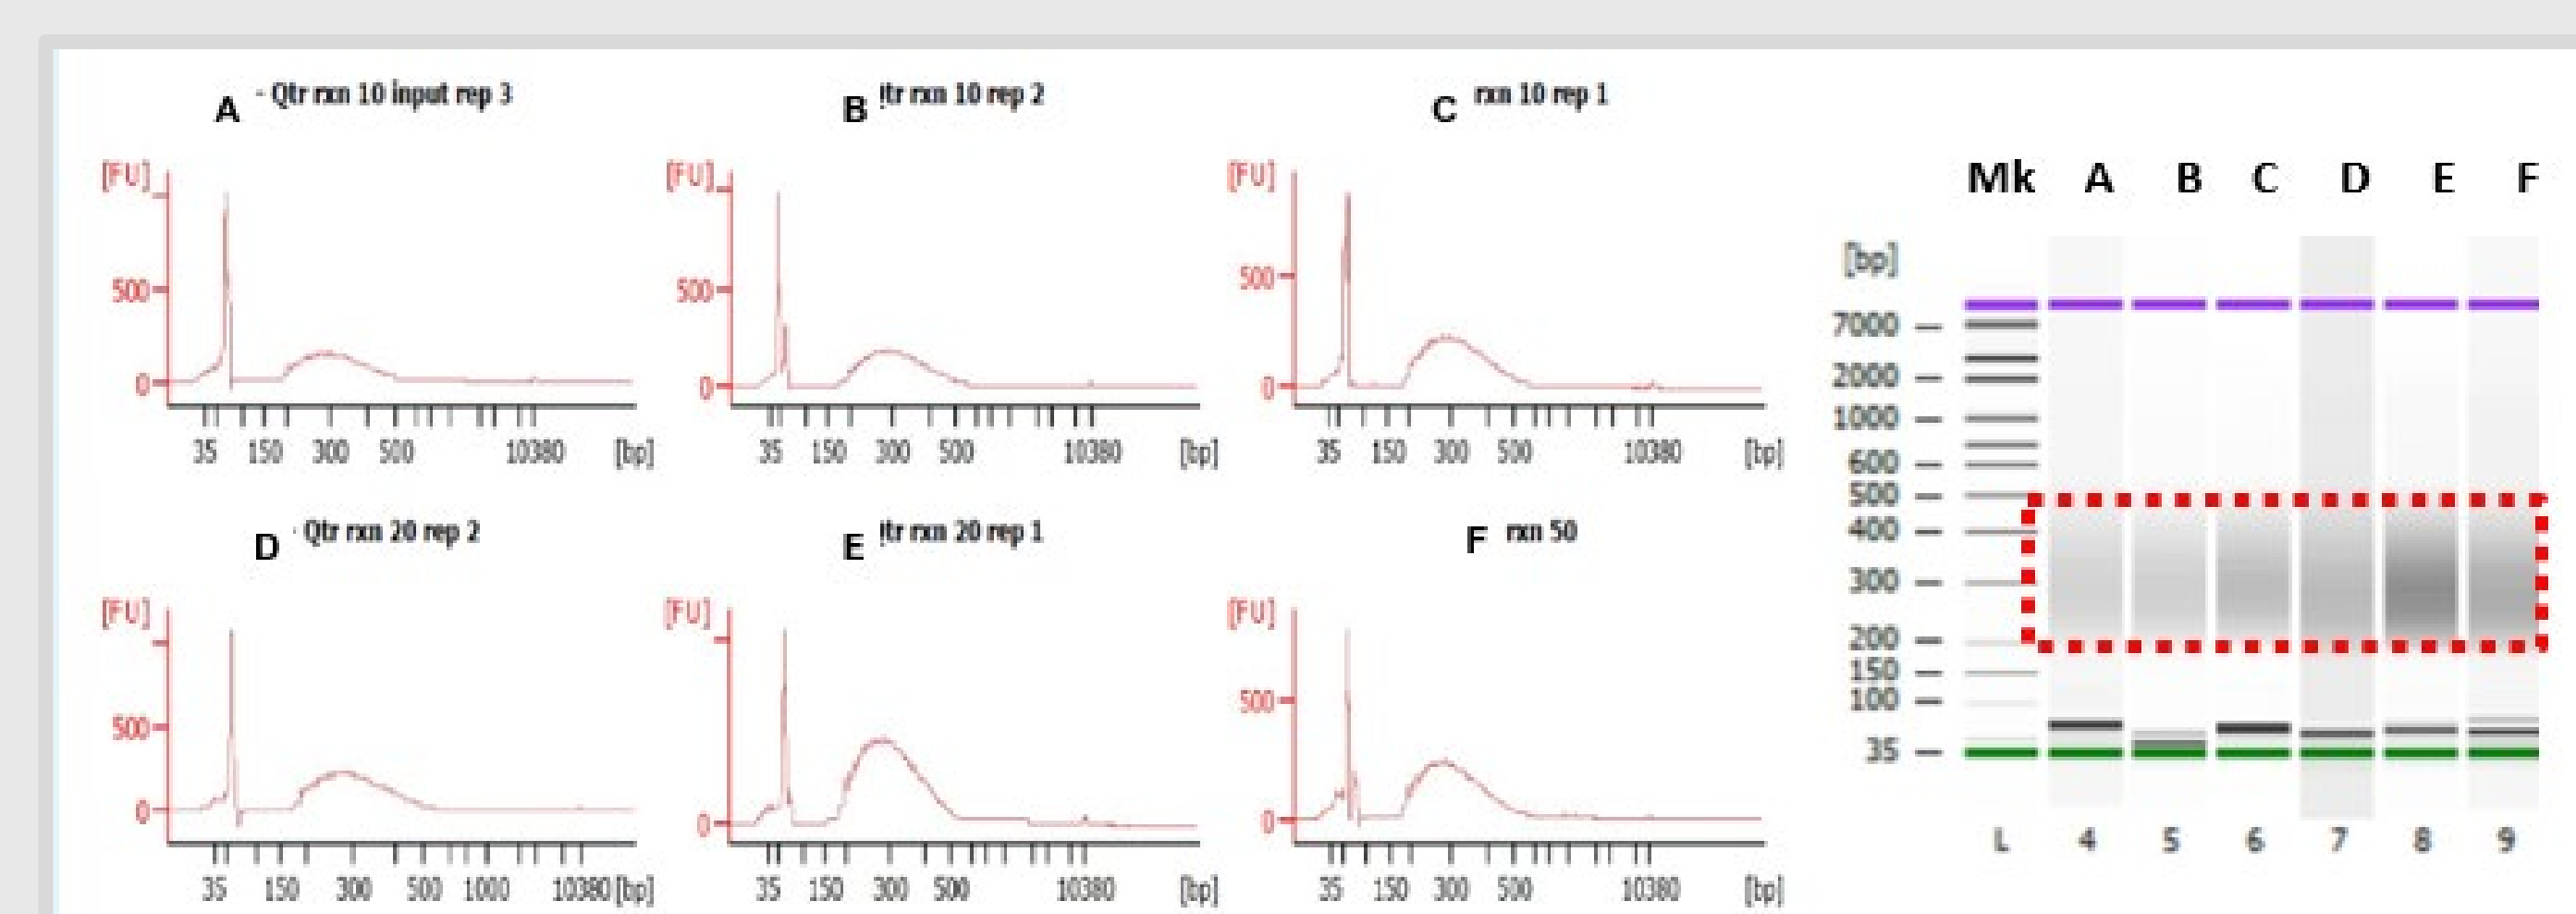 A - Qtr rxn 10 input rep 3
B tr rxn 10 rep 2
C rxn 10 rep 1
[FU]
500
0
35 150 300 500 10380 [bp]
[FU]
500
0
35 150 300 500 10380 [bp]
[FU]
500
0
35 150 300 500 10380 [bp]
D Qtr rxn 20 rep 2
E tr rxn 20 rep 1
F rxn 50
[FU]
500
0
35 150 300 500 1000 10380 [bp]
[FU]
0
35 150 300 500 10380 [bp]
[FU]
500
0
35 150 300 500 10380 [bp]
Mk A B C D E F
[bp]
7000
2000
1000
600
500
400
300
200
150
100
35
L 4 5 6 7 8 9